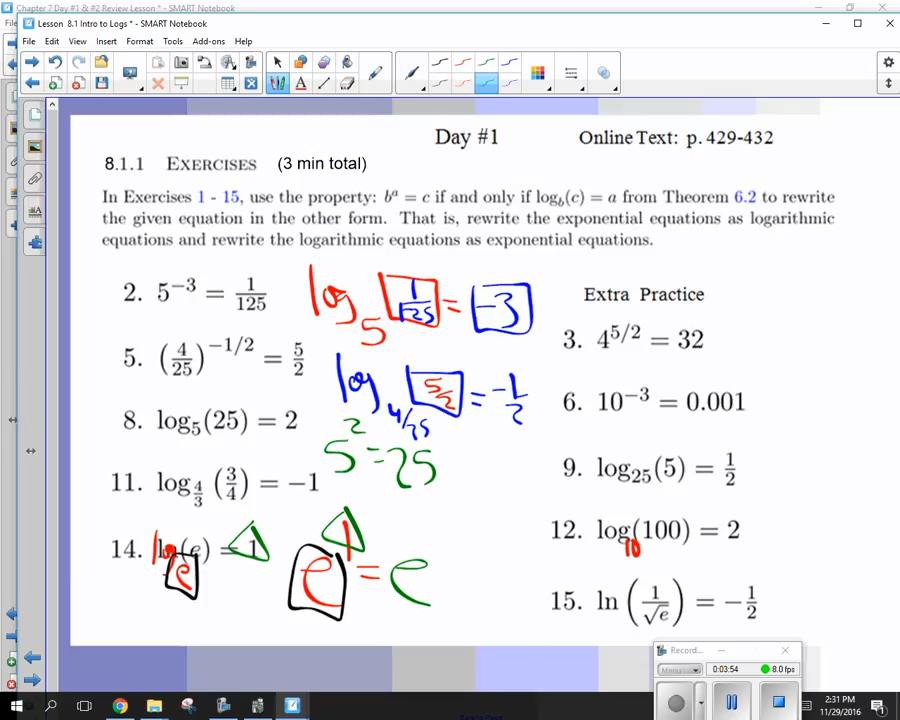 Chapter 7 Day #1 & #2 Review Lesson * - SMART Notebook
Lesson 8.1 Intro to Logs * - SMART Notebook
File Edit View Insert Format Tools Add-ons Help
Day #1 Online Text: p. 429-432
8.1.1 EXERCISES (3 min total)
In Exercises 1 - 15, use the property: b^a = c if and only if log_b(c) = a from Theorem 6.2 to rewrite
the given equation in the other form. That is, rewrite the exponential equations as logarithmic
equations and rewrite the logarithmic equations as exponential equations.
2. 5^−3 = 1/125 log_5 1/125 = −3
Extra Practice
3. 4^5/2 = 32
5. (4/25)^−1/2 = 5/2 log_4/25 5/2 = −1/2
6. 10^−3 = 0.001
8. log_5(25) = 2 5^2 = 25
9. log_25(5) = 1/2
11. log_4/3 (3/4) = −1
12. log(100) = 2
10
14. ln(e) = 1 log e e^1 = e
15. ln (1/√e) = −1/2
Record...
Menu
0:03:54 8.0 fps
2:31 PM
11/29/2016